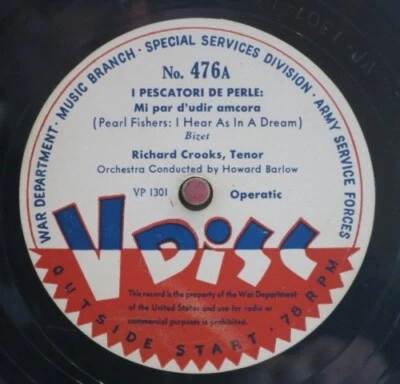 WAR DEPARTMENT · MUSIC BRANCH · SPECIAL SERVICES DIVISION · ARMY SERVICE FORCES
No. 476A
I PESCATORI DE PERLE:
Mi par d'udir amcora
(Pearl Fishers: I Hear As In A Dream)
Bizet
Richard Crooks, Tenor
Orchestra Conducted by Howard Barlow
VP 1301 Operatic
V DiSC
This record is the property of the War Department
of the United States and use for radio or
commercial purposes is prohibited.
OUTSIDE START · 78 RPM